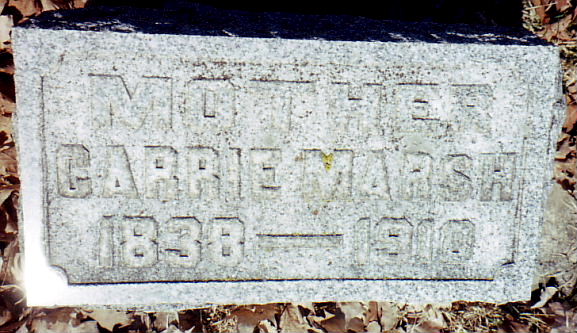 MOTHER
CARRIE MARSH
1838 — 1910